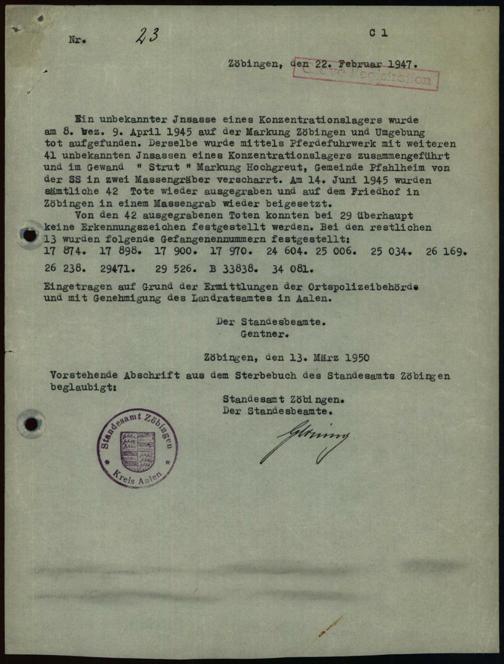 C 1
Nr. 23
Zöbingen, den 22. Februar 1947.
Grave Registration
Ein unbekannter Jnsasse eines Konzentrationslagers wurde
am 8. bez. 9. April 1945 auf der Markung Zöbingen und Umgebung
tot aufgefunden. Derselbe wurde mittels Pferdefuhrwerk mit weiteren
41 unbekannten Jnsassen eines Konzentrationslagers zusammengeführt
und im Gewand " Strut " Markung Hochgreut, Gemeinde Pfahlheim von
der SS in zwei Massengräber verscharrt. Am 14. Juni 1945 wurden
sämtliche 42 Tote wieder ausgegraben und auf dem Friedhof in
Zöbingen in einem Massengrab wieder beigesetzt.
Von den 42 ausgegrabenen Toten konnten bei 29 überhaupt
keine Erkennungszeichen festgestellt werden. Bei den restlichen
13 wurden folgende Gefangenennummern festgestellt:
17 874. 17 898. 17 900. 17 970. 24 604. 25 006. 25 034. 26 169.
26 238. 29471. 29 526. B 33838. 34 081.
Eingetragen auf Grund der Ermittlungen der Ortspolizeibehörde
und mit Genehmigung des Landratsamtes in Aalen.
Der Standesbeamte.
Gentner.
Zöbingen, den 13. März 1950
Vorstehende Abschrift aus dem Sterbebuch des Standesamts Zöbingen
beglaubigt:
Standesamt Zöbingen.
Der Standesbeamte.
Standesamt Zöbingen
Kreis Aalen